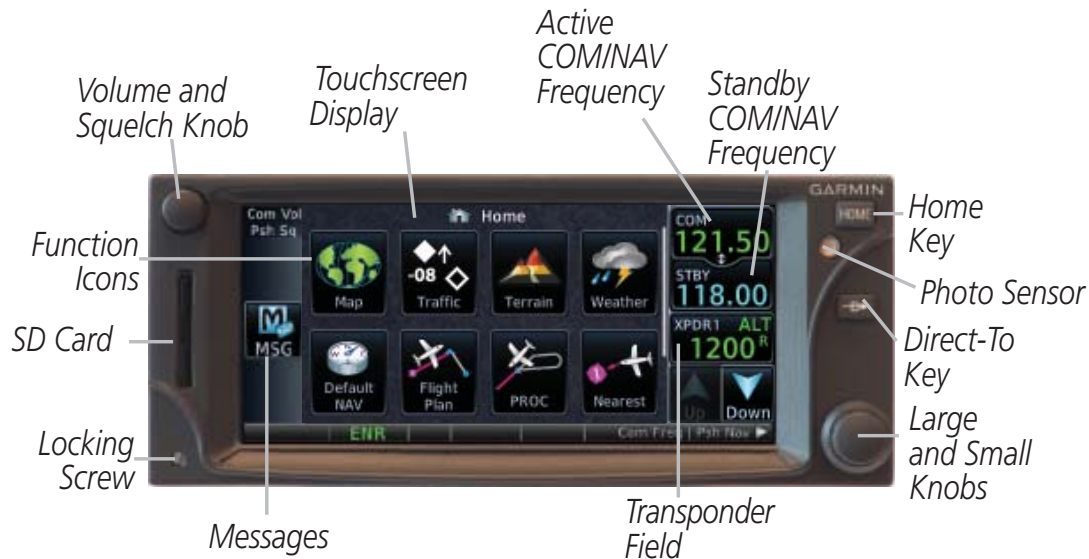 Active
COM/NAV
Frequency
Volume and
Squelch Knob
Touchscreen
Display
Standby
COM/NAV
Frequency
Function
Icons
SD Card
Locking
Screw
Messages
Transponder
Field
Home
Key
Photo Sensor
Direct-To
Key
Large
and Small
Knobs
GARMIN
HOME
Com Vol
Psh Sq
Home
COM
121.50
STBY
118.00
XPDR1 ALT
1200 R
Map
-08
Traffic
Terrain
Weather
MSG
Default
NAV
Flight
Plan
PROC
Nearest
Up
Down
ENR
Com Freq | Psh Nav